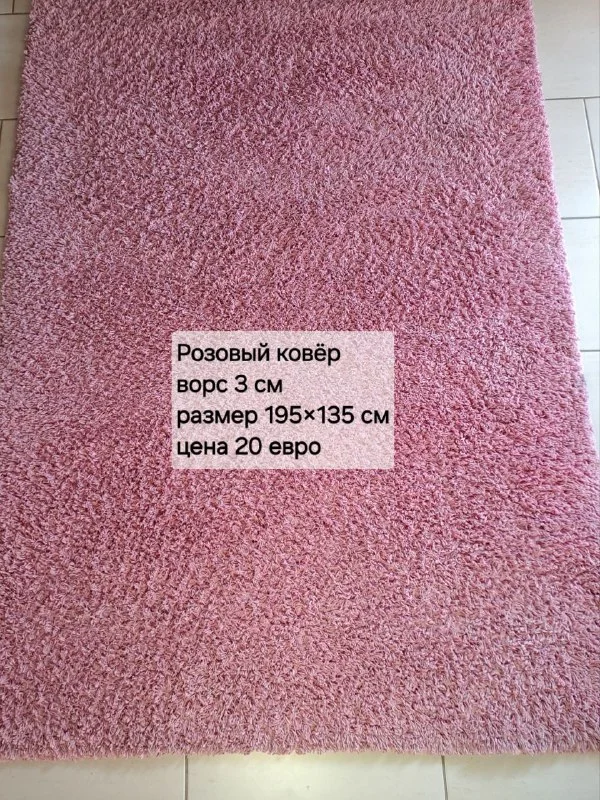 Розовый ковёр
ворс 3 см
размер 195×135 см
цена 20 евро